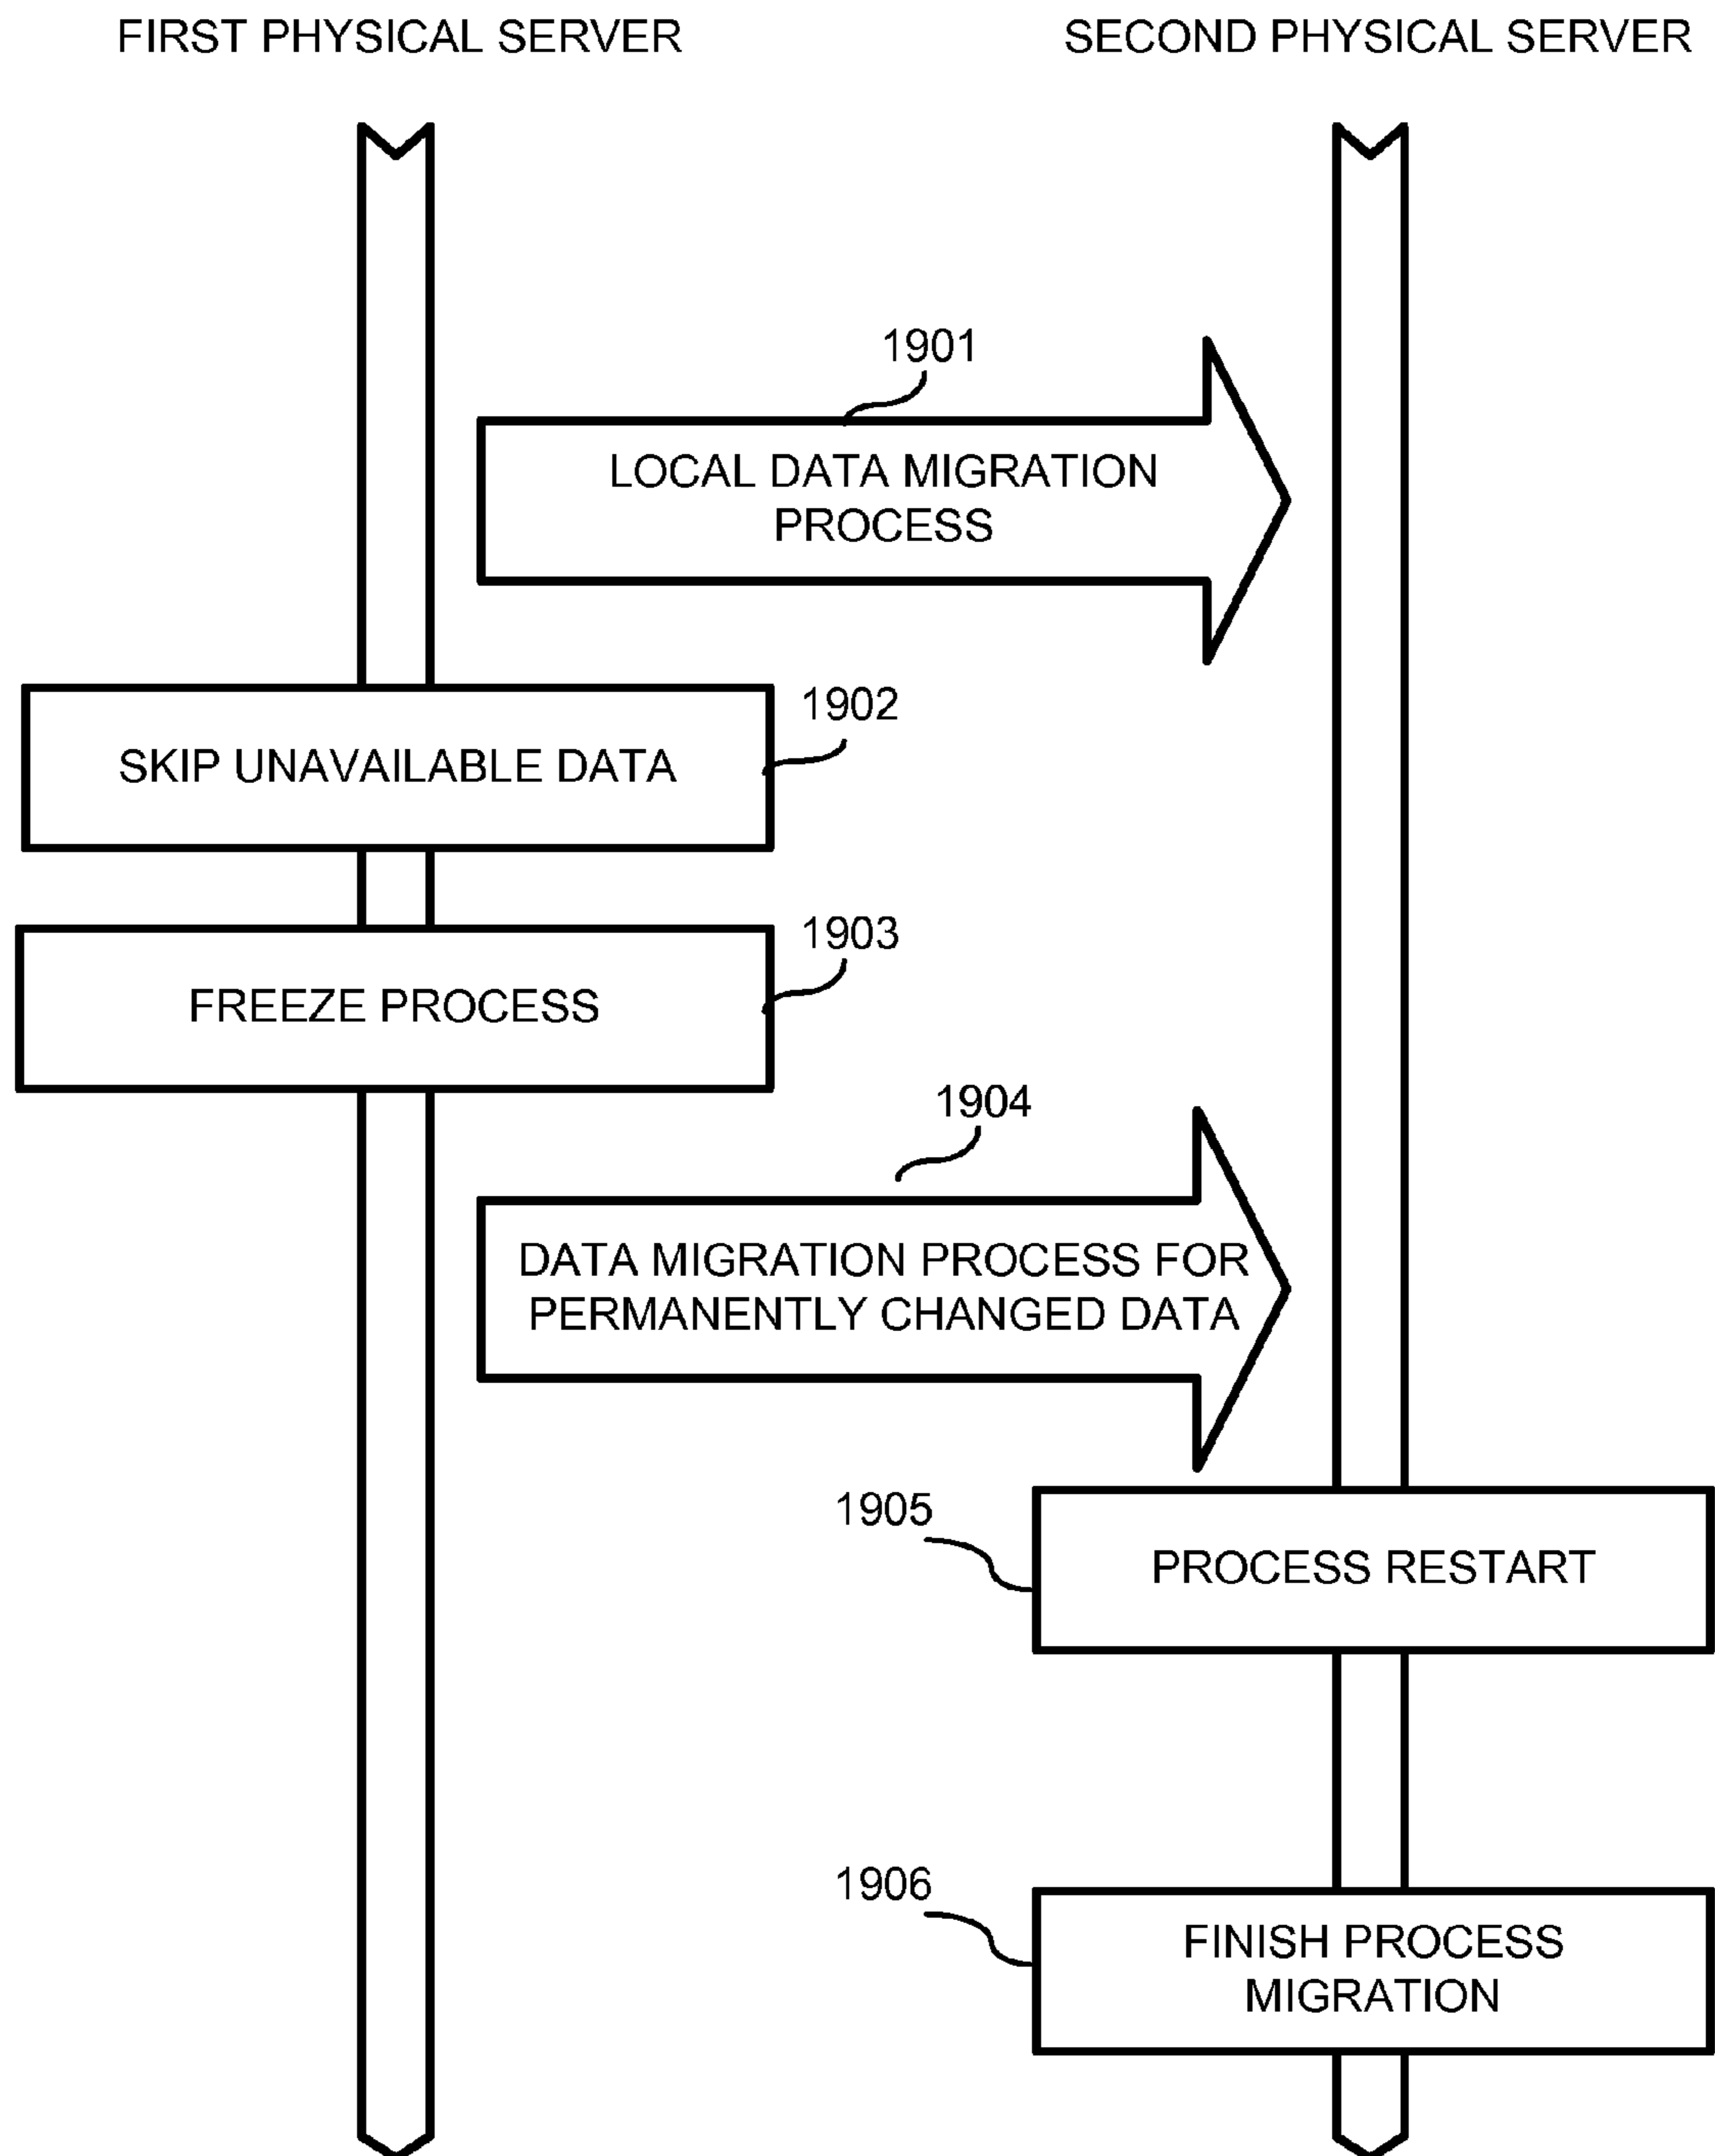 FIRST PHYSICAL SERVER
SECOND PHYSICAL SERVER
1901
LOCAL DATA MIGRATION
PROCESS
1902
SKIP UNAVAILABLE DATA
1903
FREEZE PROCESS
1904
DATA MIGRATION PROCESS FOR
PERMANENTLY CHANGED DATA
1905
PROCESS RESTART
1906
FINISH PROCESS
MIGRATION